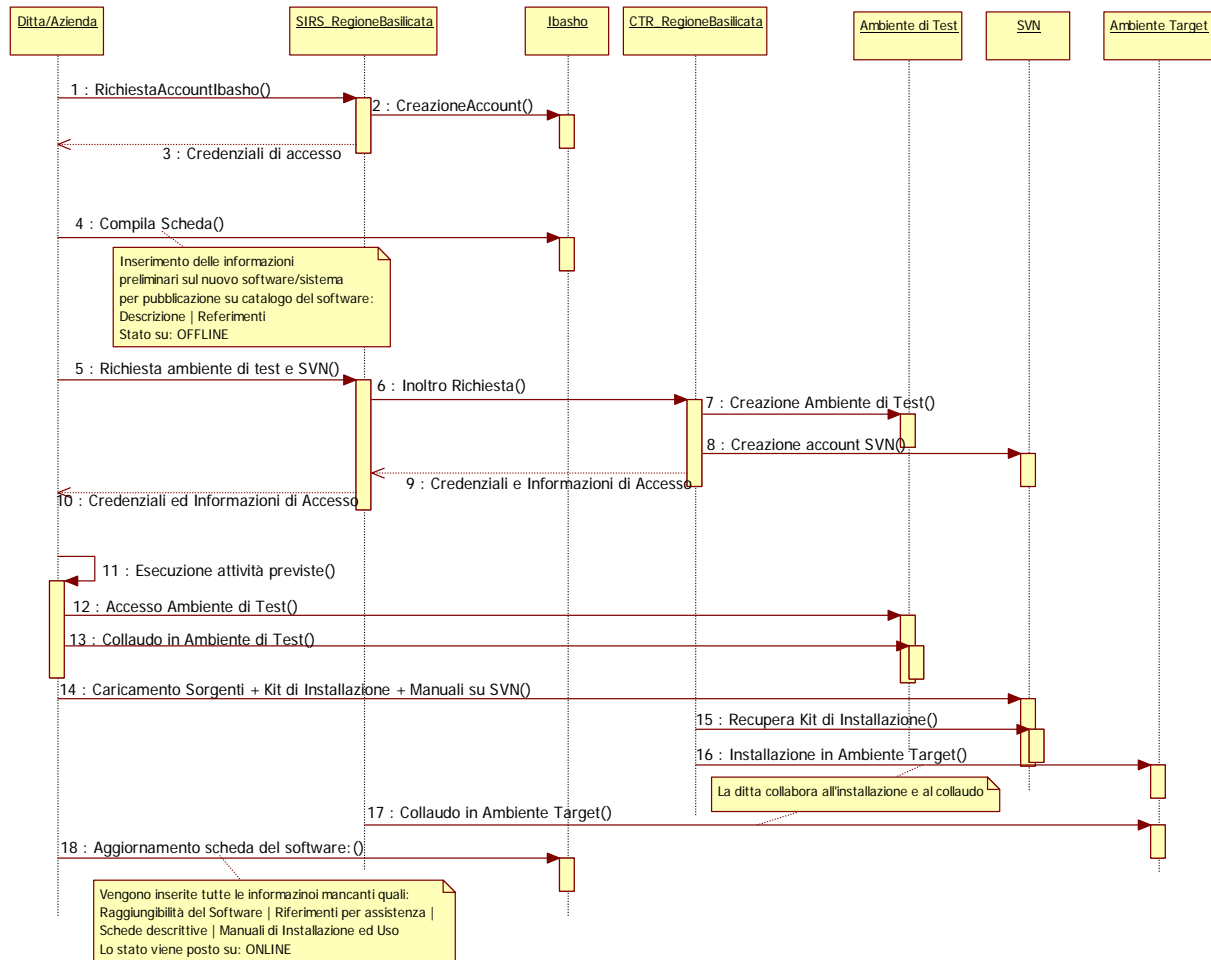 Ditta/Azienda
SIRS_RegioneBasilicata
Ibasho
CTR_RegioneBasilicata
Ambiente di Test
SVN
Ambiente Target
1 : RichiestaAccountIbasho()
2 : CreazioneAccount()
3 : Credenziali di accesso
4 : Compila Scheda()
Inserimento delle informazioni
preliminari sul nuovo software/sistema
per pubblicazione su catalogo del software:
Descrizione | Referimenti
Stato su: OFFLINE
5 : Richiesta ambiente di test e SVN()
6 : Inoltro Richiesta()
7 : Creazione Ambiente di Test()
8 : Creazione account SVN()
9 : Credenziali e Informazioni di Accesso
10 : Credenziali ed Informazioni di Accesso
11 : Esecuzione attività previste()
12 : Accesso Ambiente di Test()
13 : Collaudo in Ambiente di Test()
14 : Caricamento Sorgenti + Kit di Installazione + Manuali su SVN()
15 : Recupera Kit di Installazione()
16 : Installazione in Ambiente Target()
La ditta collabora all'installazione e al collaudo
17 : Collaudo in Ambiente Target()
18 : Aggiornamento scheda del software:()
Vengono inserite tutte le informazinoi mancanti quali:
Raggiungibilità del Software | Riferimenti per assistenza |
Schede descrittive | Manuali di Installazione ed Uso
Lo stato viene posto su: ONLINE